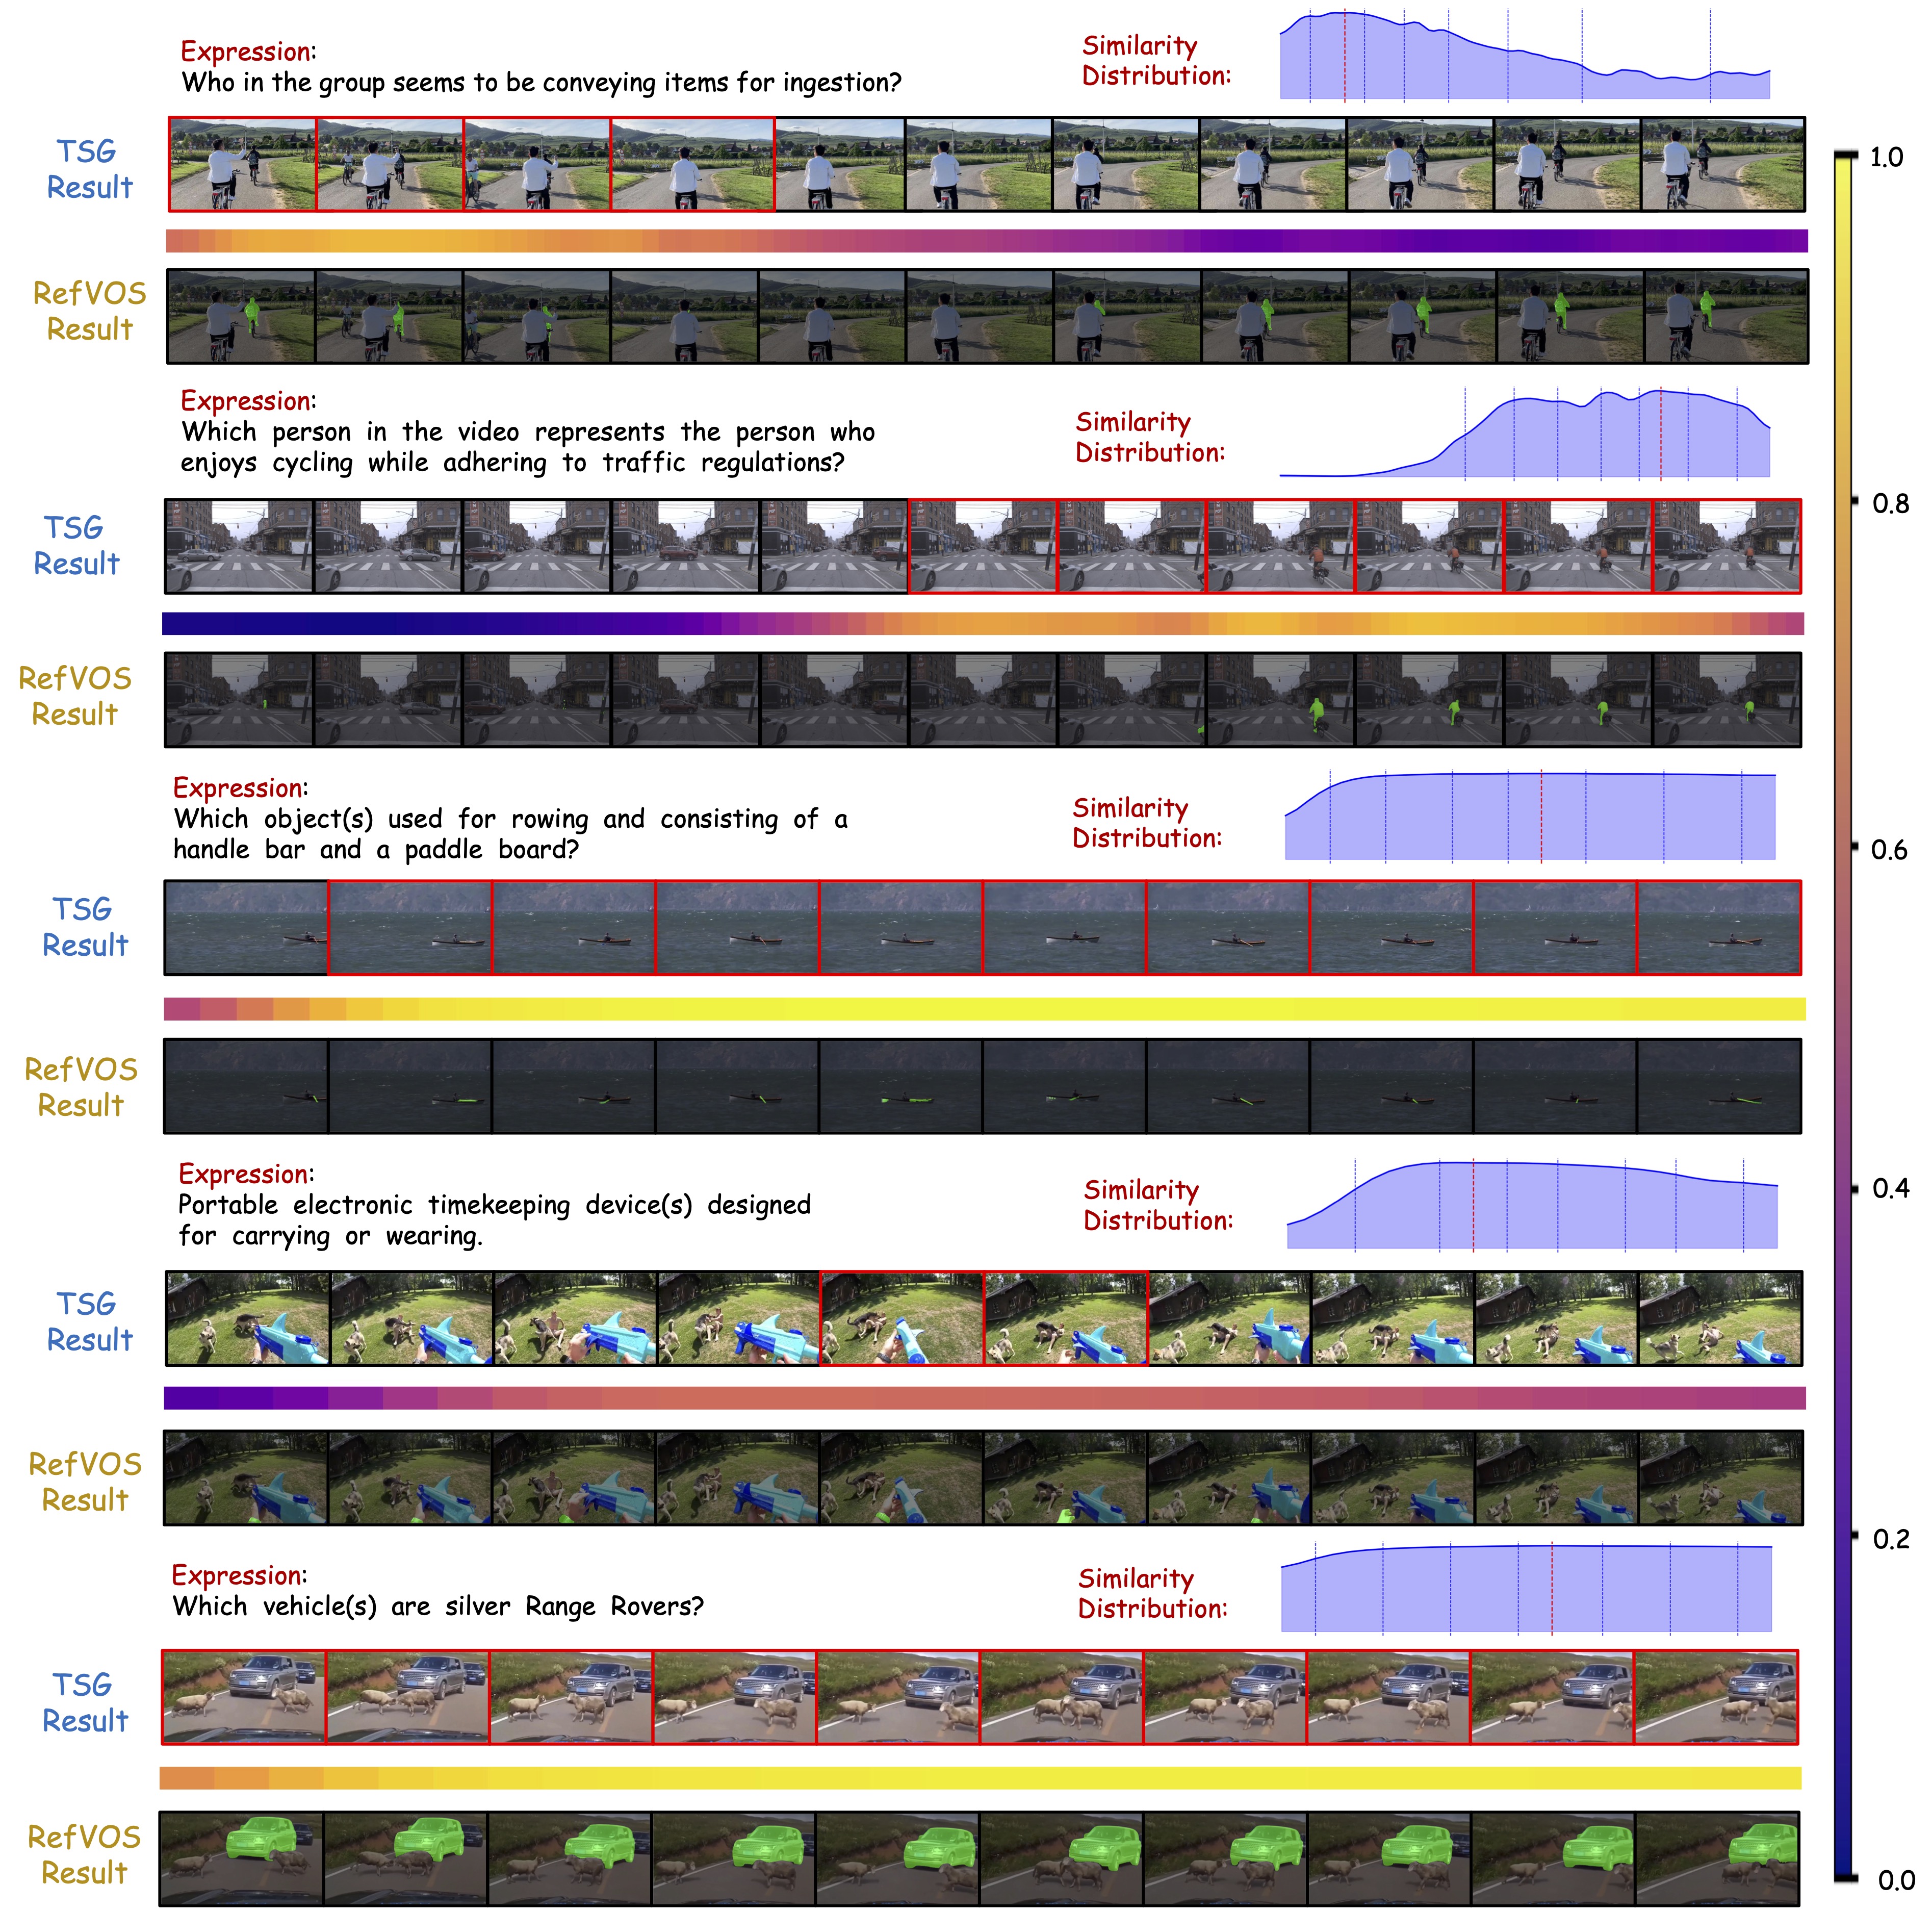 Expression:
Who in the group seems to be conveying items for ingestion?
Similarity
Distribution:
TSG
Result
RefVOS
Result
Expression:
Which person in the video represents the person who
enjoys cycling while adhering to traffic regulations?
Similarity
Distribution:
TSG
Result
RefVOS
Result
Expression:
Which object(s) used for rowing and consisting of a
handle bar and a paddle board?
Similarity
Distribution:
TSG
Result
RefVOS
Result
Expression:
Portable electronic timekeeping device(s) designed
for carrying or wearing.
Similarity
Distribution:
TSG
Result
RefVOS
Result
Expression:
Which vehicle(s) are silver Range Rovers?
Similarity
Distribution:
TSG
Result
RefVOS
Result
1.0
0.8
0.6
0.4
0.2
0.0